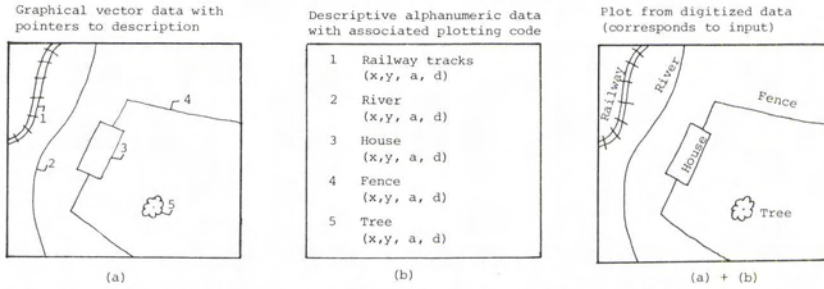 Graphical vector data with
pointers to description
1
2
3
4
5
(a)
Descriptive alphanumeric data
with associated plotting code
1 Railway tracks
(x,y, a, d)
2 River
(x,y, a, d)
3 House
(x,y, a, d)
4 Fence
(x,y, a, d)
5 Tree
(x,y, a, d)
(b)
Plot from digitized data
(corresponds to input)
Railway
River
Fence
House
Tree
(a) + (b)